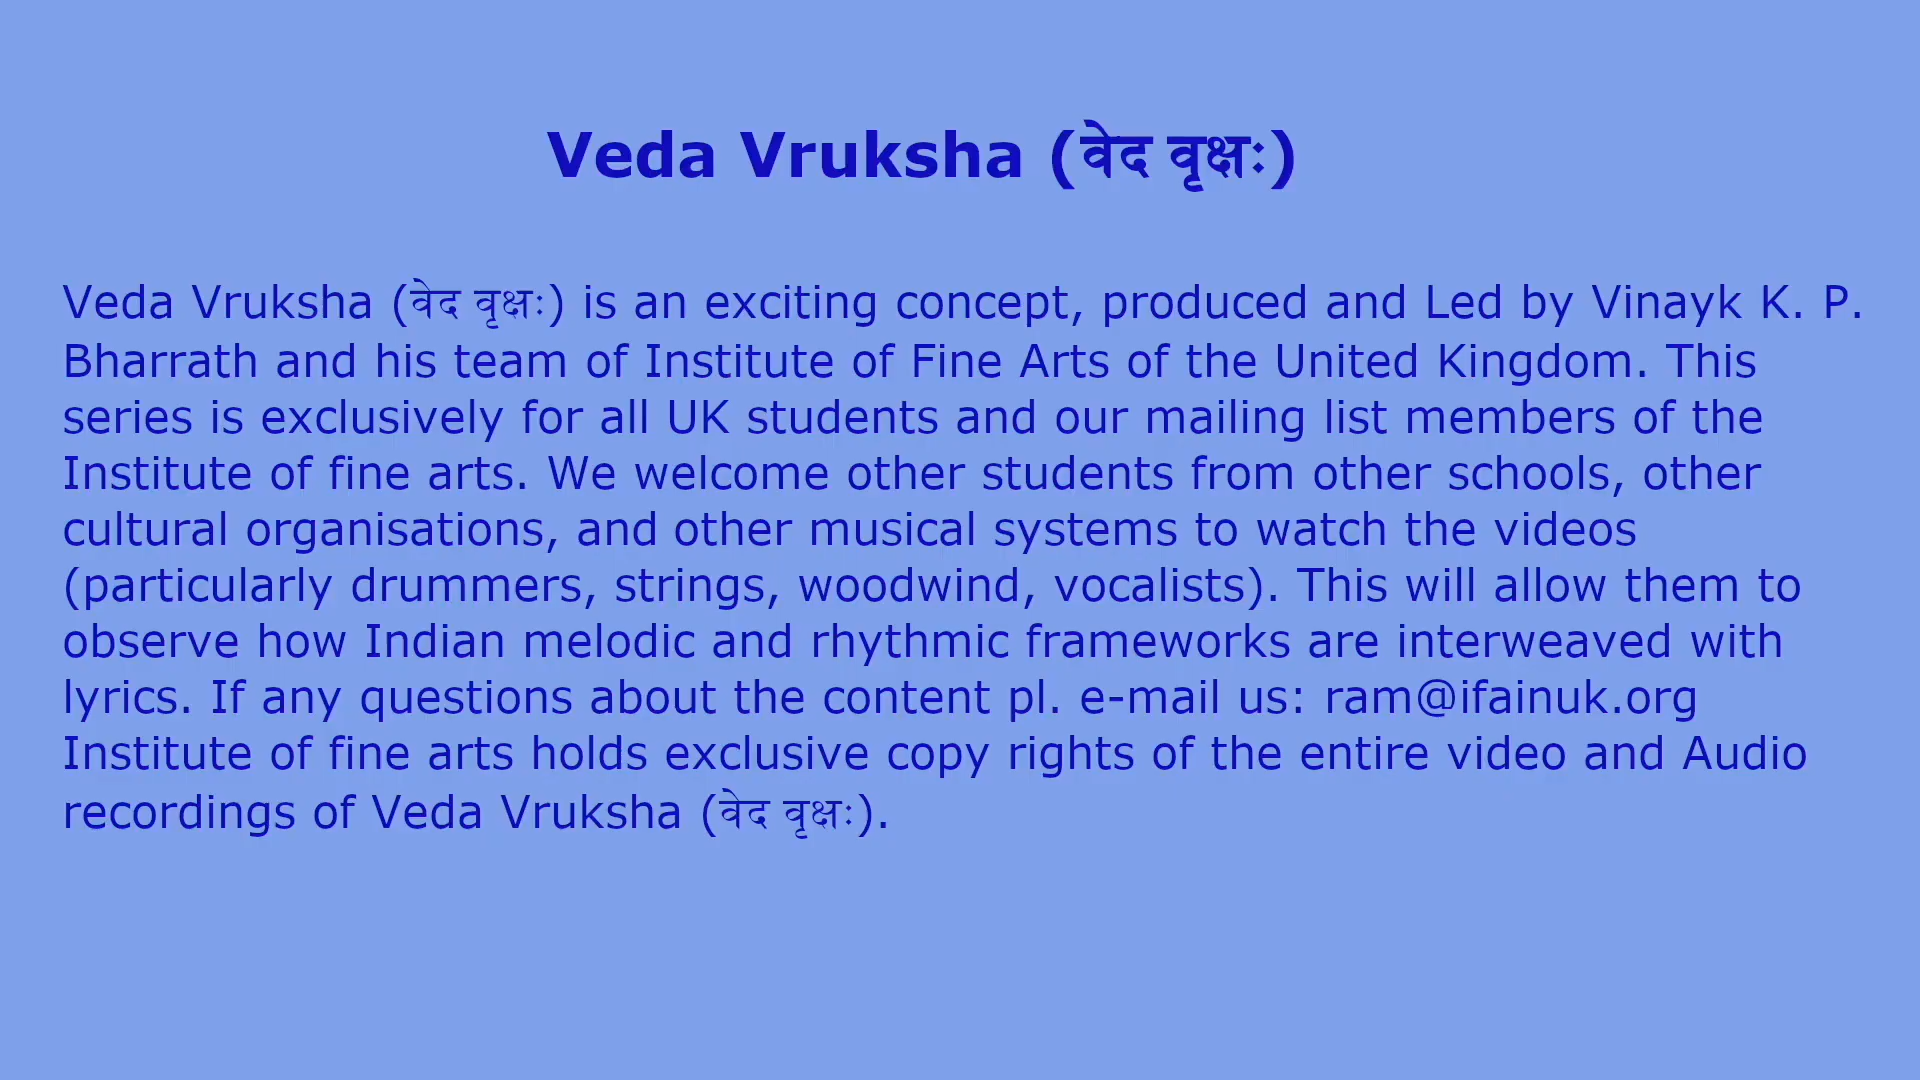 Veda Vruksha (वेद वृक्षः)
Veda Vruksha (वेद वृक्षः) is an exciting concept, produced and Led by Vinayk K. P.
Bharrath and his team of Institute of Fine Arts of the United Kingdom. This
series is exclusively for all UK students and our mailing list members of the
Institute of fine arts. We welcome other students from other schools, other
cultural organisations, and other musical systems to watch the videos
(particularly drummers, strings, woodwind, vocalists). This will allow them to
observe how Indian melodic and rhythmic frameworks are interweaved with
lyrics. If any questions about the content pl. e-mail us: ram@ifainuk.org
Institute of fine arts holds exclusive copy rights of the entire video and Audio
recordings of Veda Vruksha (वेद वृक्षः).